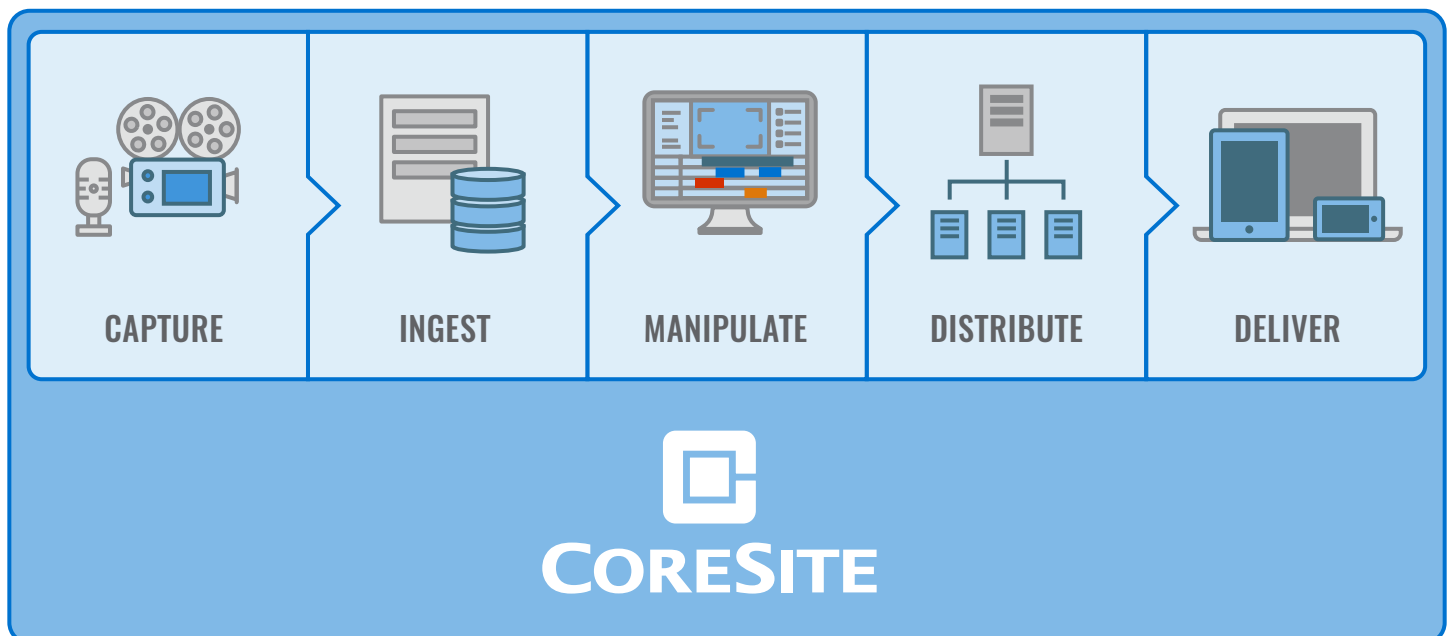 CAPTURE
INGEST
MANIPULATE
DISTRIBUTE
DELIVER
CORESITE